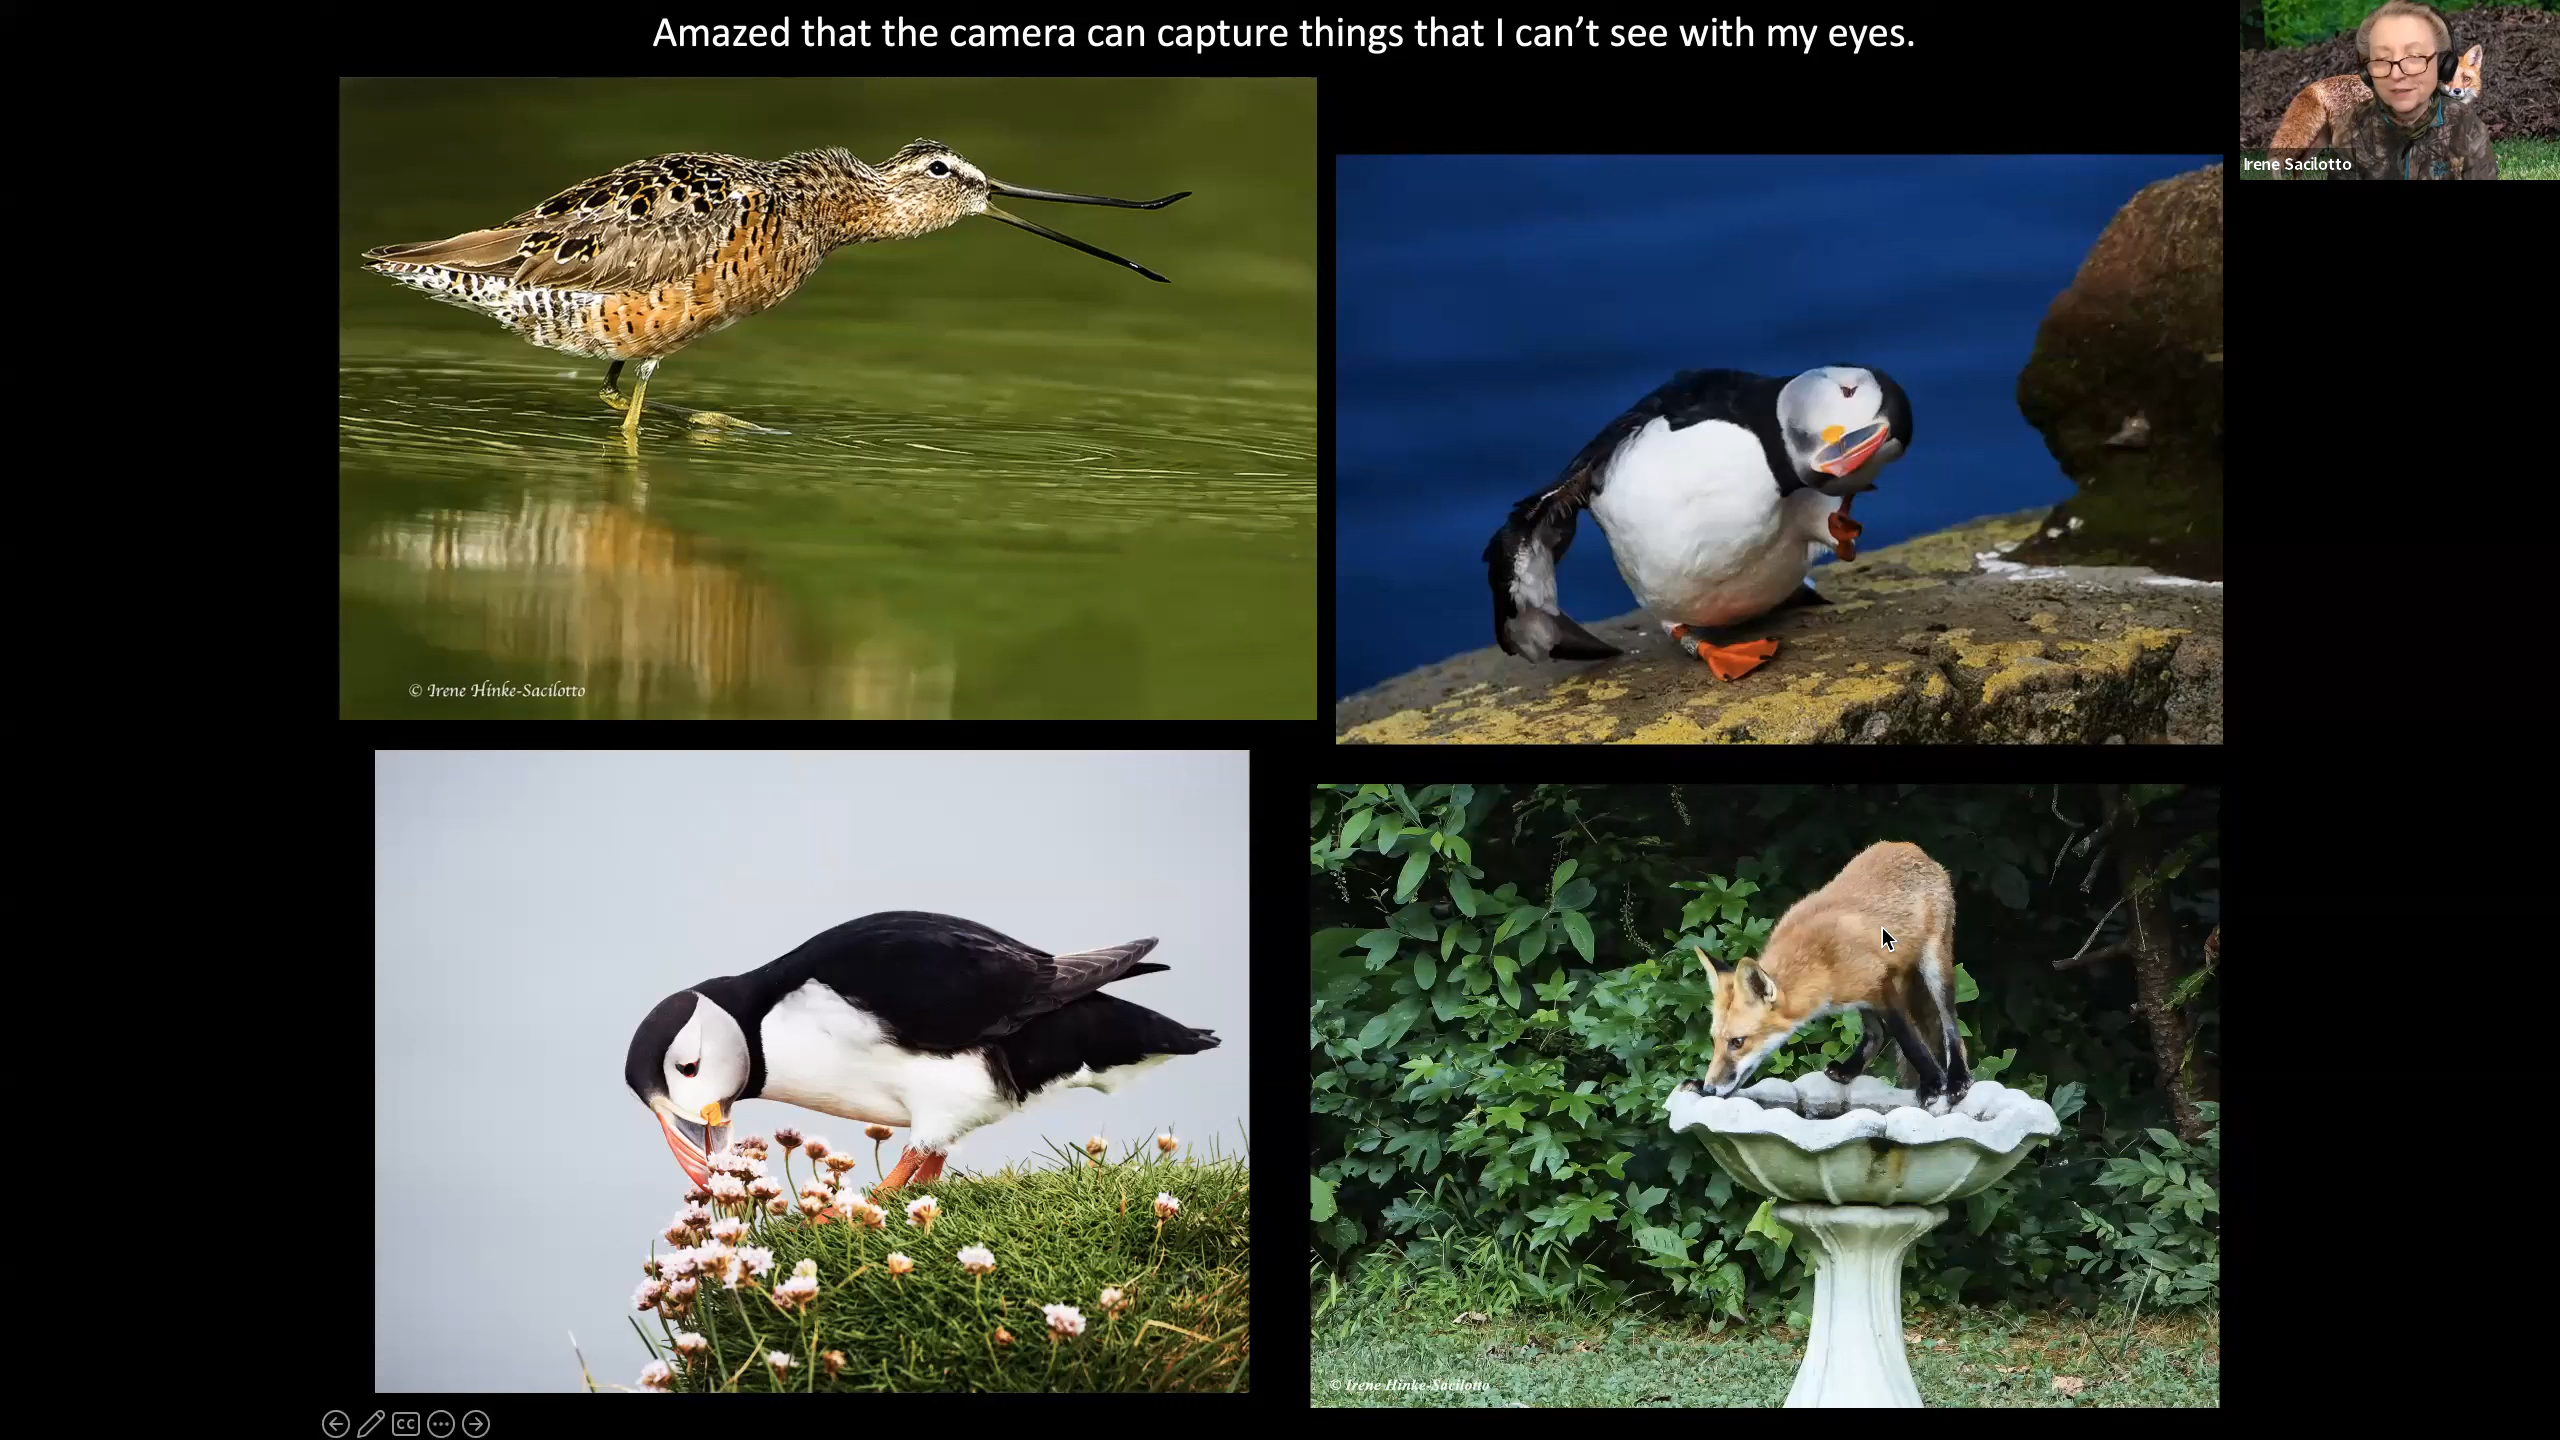 Amazed that the camera can capture things that I can’t see with my eyes.
Irene Sacilotto
© Irene Hinke-Sacilotto
© Irene Hinke-Sacilotto
CC